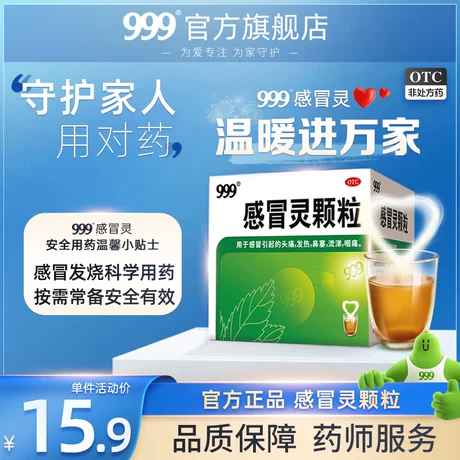 999® 官方旗舰店
为爱专注 为家守护
OTC
非处方药
“守护家人
用对药”
999® 感冒灵
温暖进万家
999® 感冒灵
安全用药温馨小贴士
感冒发烧科学用药
按需常备安全有效
999®
OTC
感冒灵颗粒
用于感冒引起的头痛,发热,鼻塞,流涕,咽痛。
999
999
感冒灵颗粒
999
单件活动价
¥15.9
官方正品 感冒灵颗粒
品质保障 药师服务